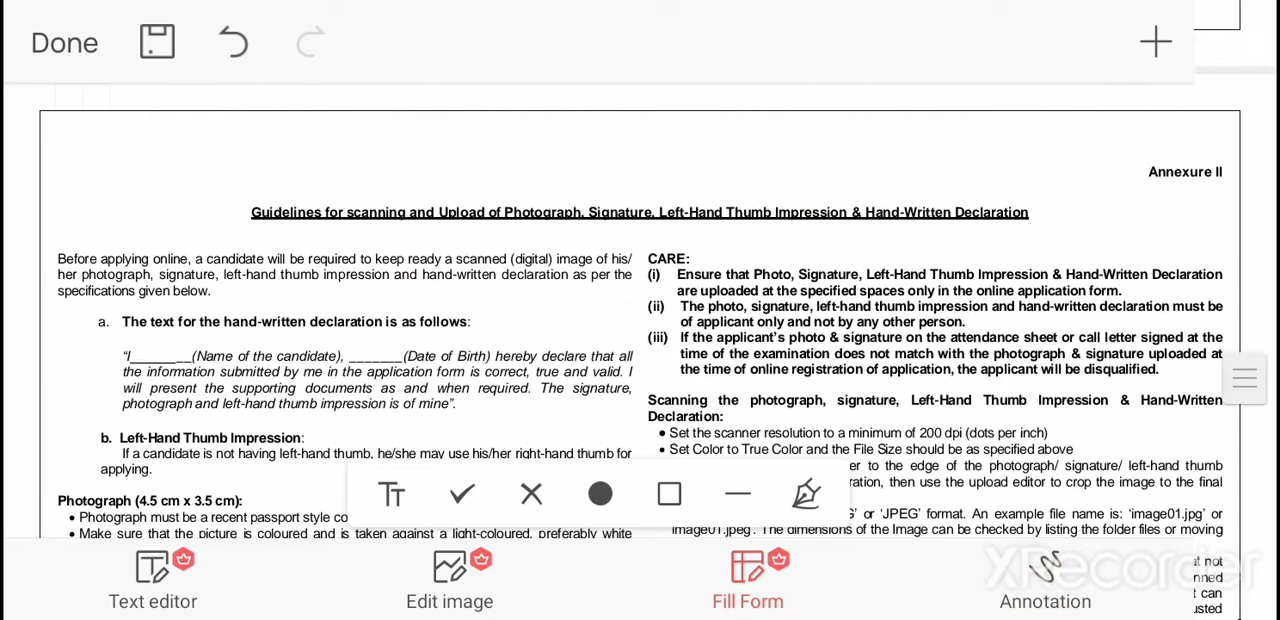 Done
Annexure II
Guidelines for scanning and Upload of Photograph, Signature, Left-Hand Thumb Impression & Hand-Written Declaration
Before applying online, a candidate will be required to keep ready a scanned (digital) image of his/
her photograph, signature, left-hand thumb impression and hand-written declaration as per the
specifications given below.
a. The text for the hand-written declaration is as follows:
“I________(Name of the candidate), _______(Date of Birth) hereby declare that all
the information submitted by me in the application form is correct, true and valid. I
will present the supporting documents as and when required. The signature,
photograph and left-hand thumb impression is of mine”.
b. Left-Hand Thumb Impression:
If a candidate is not having left-hand thumb, he/she may use his/her right-hand thumb for
applying.
Photograph (4.5 cm x 3.5 cm):
• Photograph must be a recent passport style co
• Make sure that the picture is coloured and is taken against a light-coloured, preferably white
CARE:
(i) Ensure that Photo, Signature, Left-Hand Thumb Impression & Hand-Written Declaration
are uploaded at the specified spaces only in the online application form.
(ii) The photo, signature, left-hand thumb impression and hand-written declaration must be
of applicant only and not by any other person.
(iii) If the applicant’s photo & signature on the attendance sheet or call letter signed at the
time of the examination does not match with the photograph & signature uploaded at
the time of online registration of application, the applicant will be disqualified.
Scanning the photograph, signature, Left-Hand Thumb Impression & Hand-Written
Declaration:
• Set the scanner resolution to a minimum of 200 dpi (dots per inch)
• Set Color to True Color and the File Size should be as specified above
er to the edge of the photograph/ signature/ left-hand thumb
ration, then use the upload editor to crop the image to the final
G’ or ‘JPEG’ format. An example file name is: ‘image01.jpg’ or
‘image01.jpeg’. The dimensions of the Image can be checked by listing the folder files or moving
at not
nned
t can
usted
TT
Text editor
Edit image
Fill Form
Annotation
XRecorder